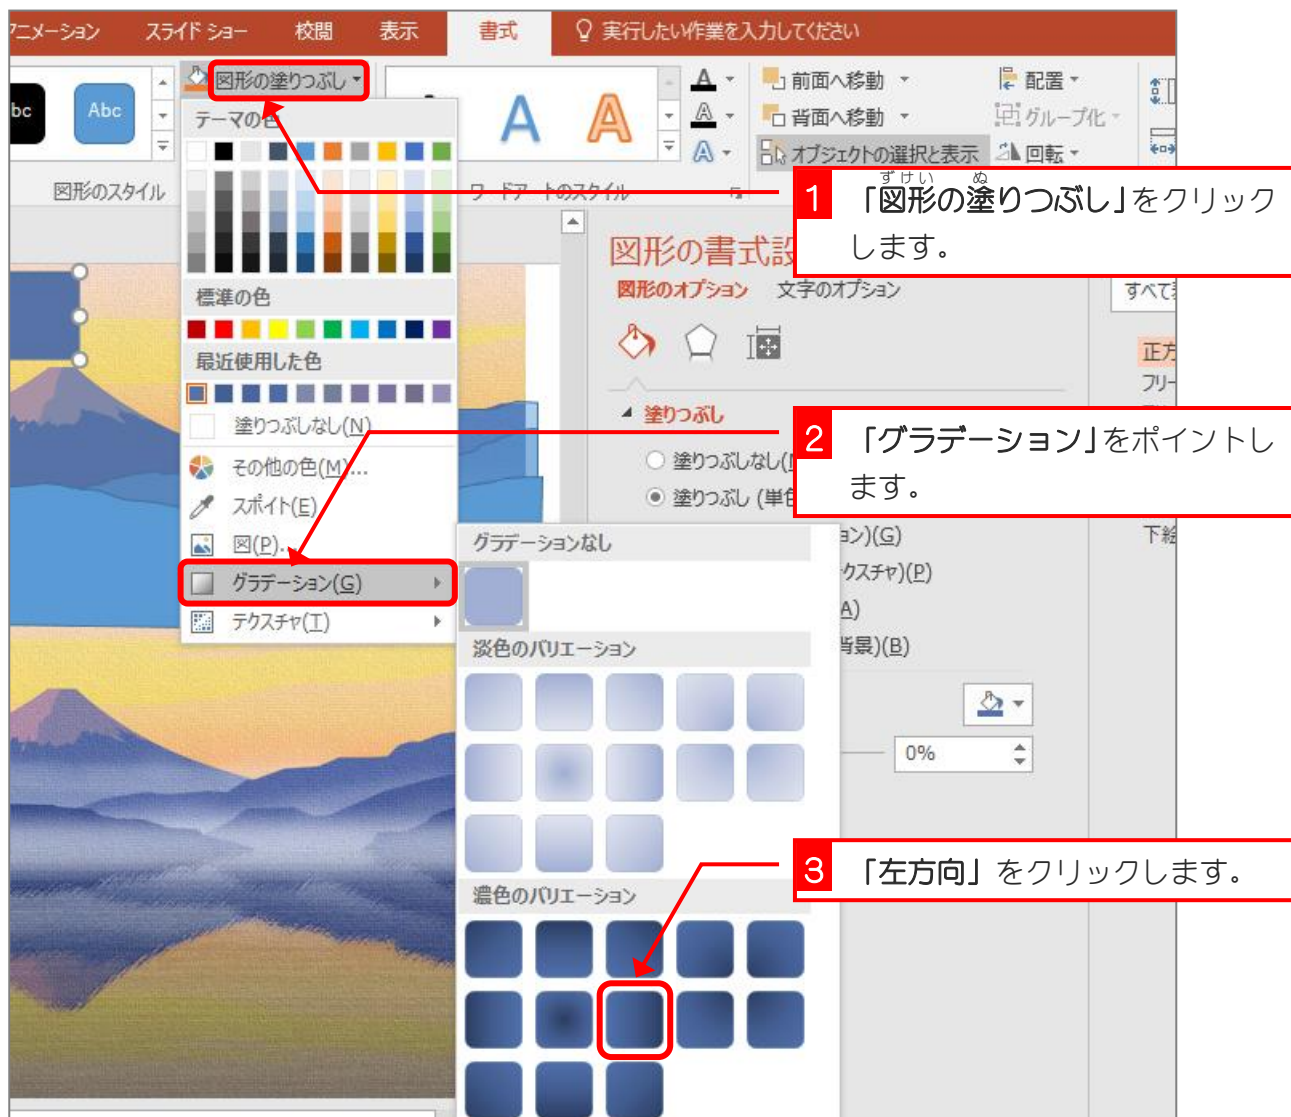 アニメーション スライド ショー 校閲 表示 書式 実行したい作業を入力してください
図形の塗りつぶし
bc Abc
A A
A
A
A
前面へ移動
背面へ移動
オブジェクトの選択と表示
配置
グループ化
回転
図形のスタイル
ワードアートのスタイル
テーマの色
標準の色
最近使用した色
塗りつぶしなし(N)
その他の色(M)...
スポイト(E)
図(P)...
グラデーション(G)
テクスチャ(T)
グラデーションなし
淡色のバリエーション
濃色のバリエーション
図形の書式設
図形のオプション 文字のオプション
塗りつぶし
塗りつぶしなし(
塗りつぶし (単色
ョン)(G)
クスチャ)(P)
A)
背景)(B)
0%
すべて
正方
フリー
下絵
ずけい ぬ
1 「図形の塗りつぶし」をクリック
します。
2 「グラデーション」をポイントし
ます。
3 「左方向」をクリックします。